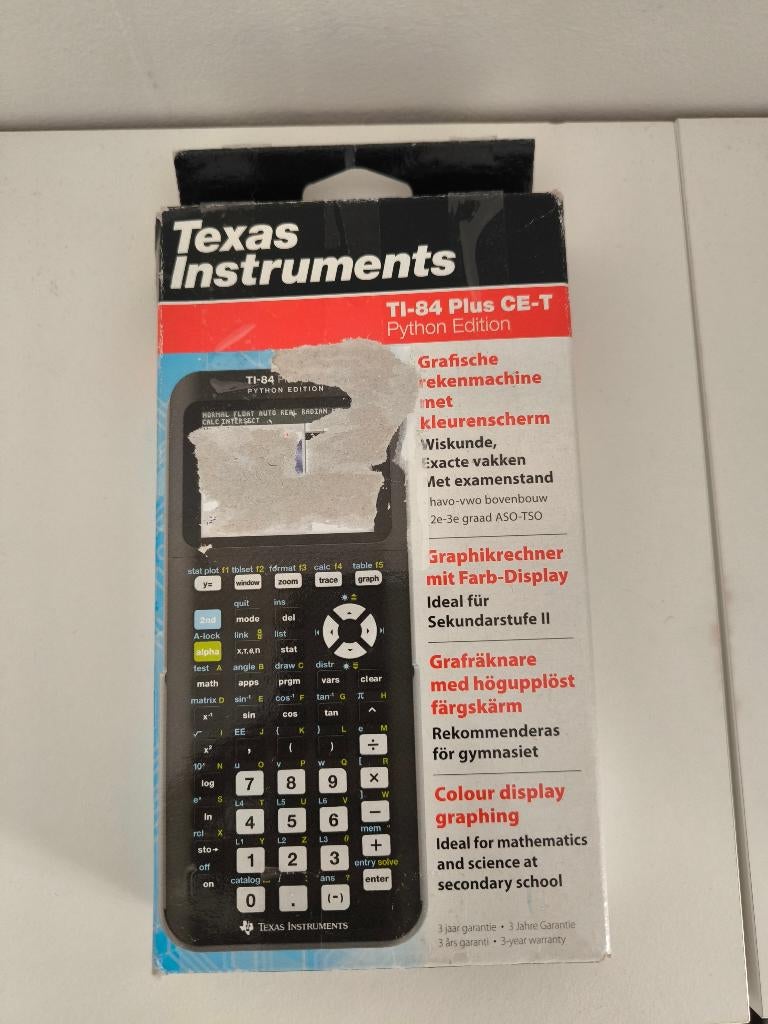 Texas
Instruments
TI-84 Plus CE-T
Python Edition
Grafische
rekenmachine
met
kleurenscherm
Wiskunde,
Exacte vakken
Met examenstand
havo-vwo bovenbouw
2e-3e graad ASO-TSO
Graphikrechner
mit Farb-Display
Ideal für
Sekundarstufe II
Grafräknare
med högupplöst
färgskärm
Rekommenderas
för gymnasiet
Colour display
graphing
Ideal for mathematics
and science at
secondary school
3 jaar garantie • 3 Jahre Garantie
3 års garanti • 3-year warranty
TI-84
PYTHON EDITION
NORMAL FLOAT AUTO REAL RADIAN
CALC INTERSECT
stat plot f1 tblset f2 format f3 calc f4 table f5
y= window zoom trace graph
quit ins
2nd mode del
A-lock link list
alpha X,T,θ,n stat
test A angle B draw C distr
math apps prgm vars clear
matrix D sin⁻¹ E cos⁻¹ F tan⁻¹ G π H
x⁻¹ sin cos tan ^
√ I EE J { K } L e M
x² , ( ) ÷
10ˣ N u O v P w Q [ R
log 7 8 9 ×
eˣ S L4 T L5 U L6 V ] W
ln 4 5 6 −
rcl X L1 Y L2 Z L3 θ mem "
sto→ 1 2 3 +
off catalog ans ? entry solve
on 0 . (-) enter
TEXAS INSTRUMENTS